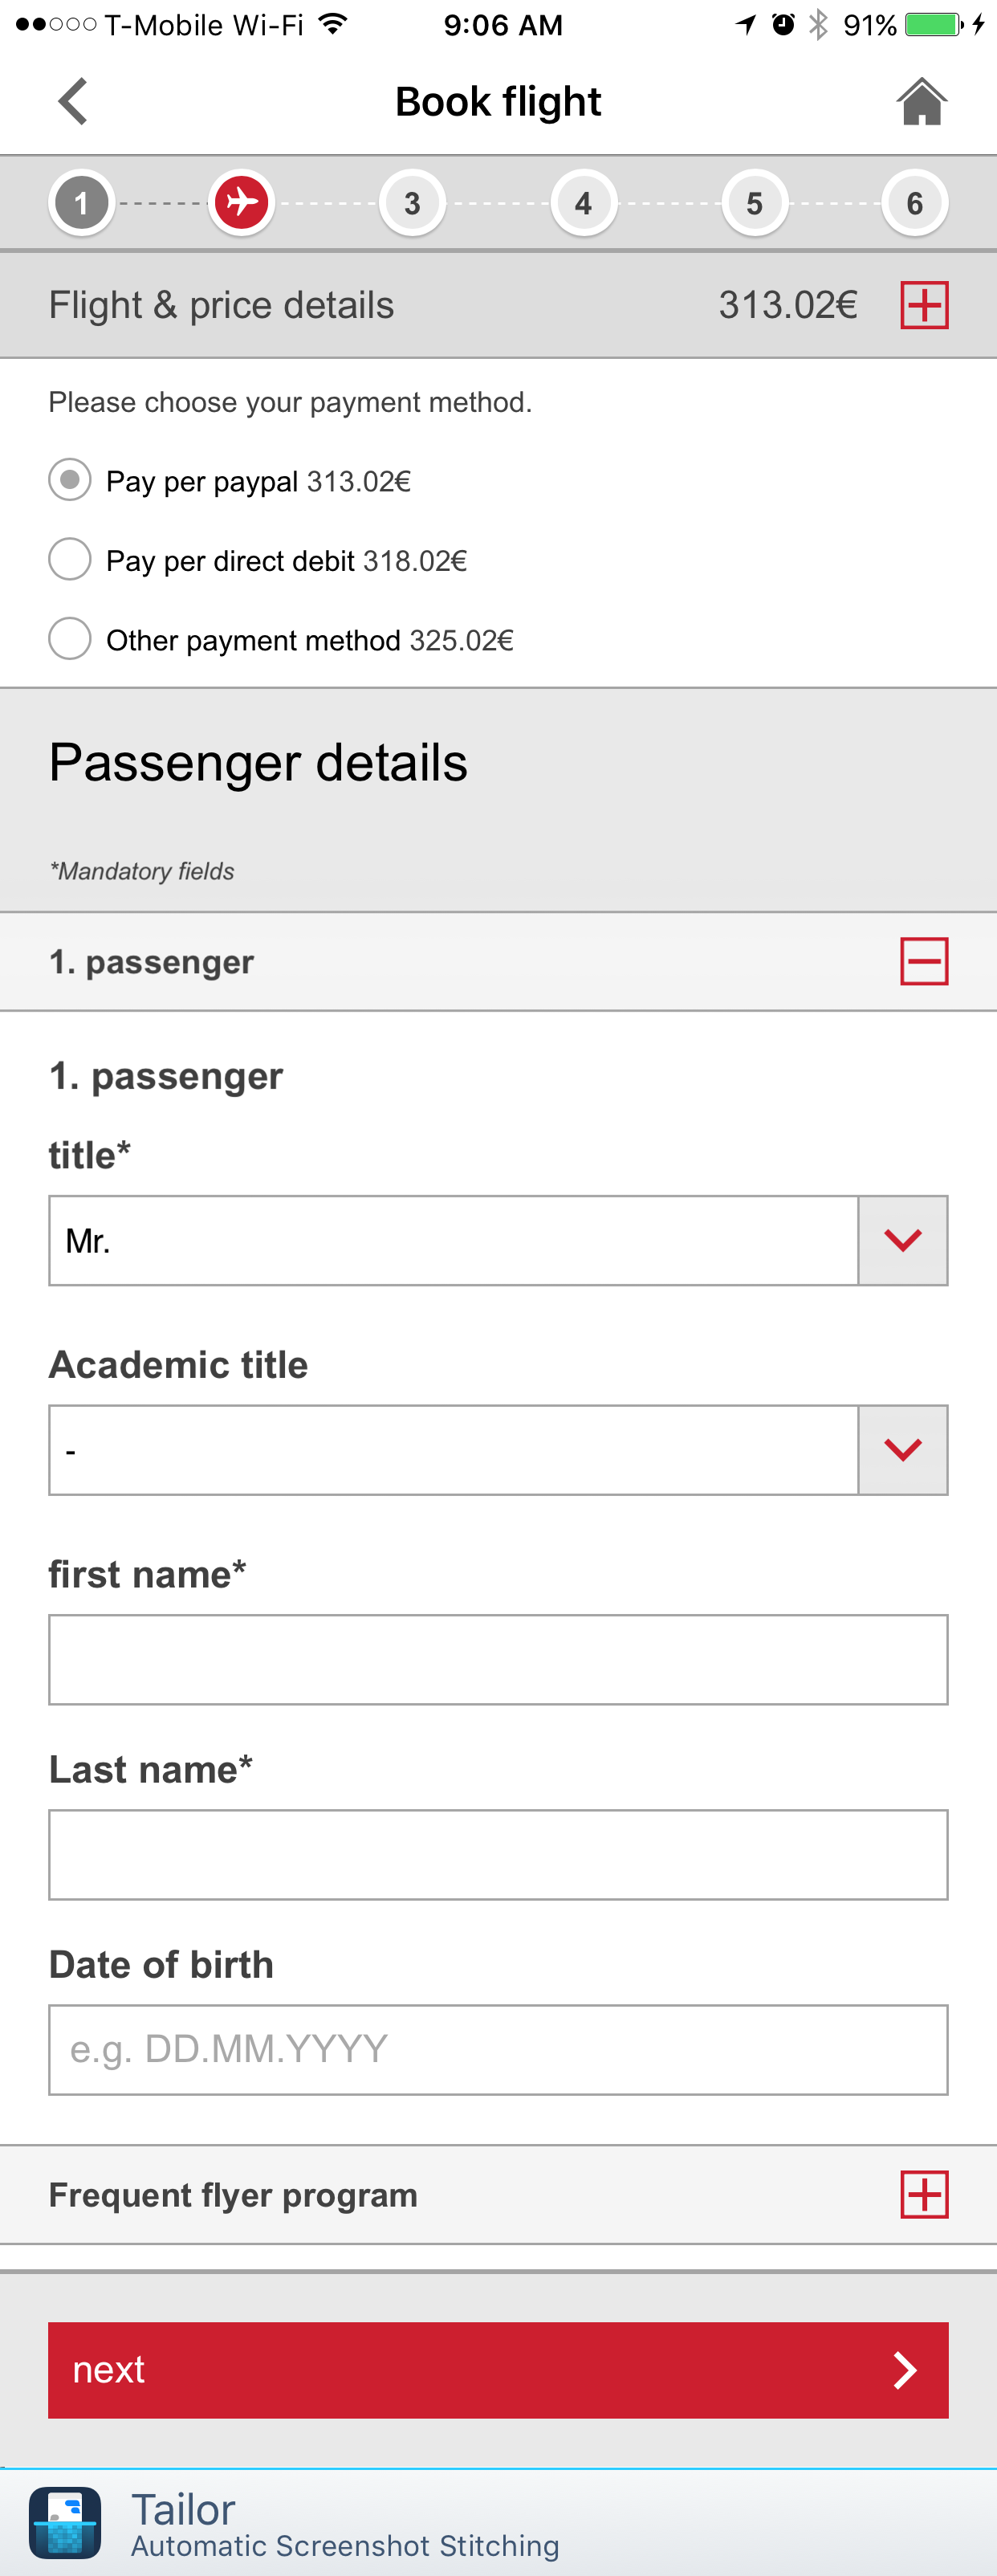 T-Mobile Wi-Fi 9:06 AM 91%
Book flight
1 3 4 5 6
Flight & price details 313.02€
Please choose your payment method.
Pay per paypal 313.02€
Pay per direct debit 318.02€
Other payment method 325.02€
Passenger details
*Mandatory fields
1. passenger
1. passenger
title*
Mr.
Academic title
-
first name*
Last name*
Date of birth
e.g. DD.MM.YYYY
Frequent flyer program
next
Tailor
Automatic Screenshot Stitching